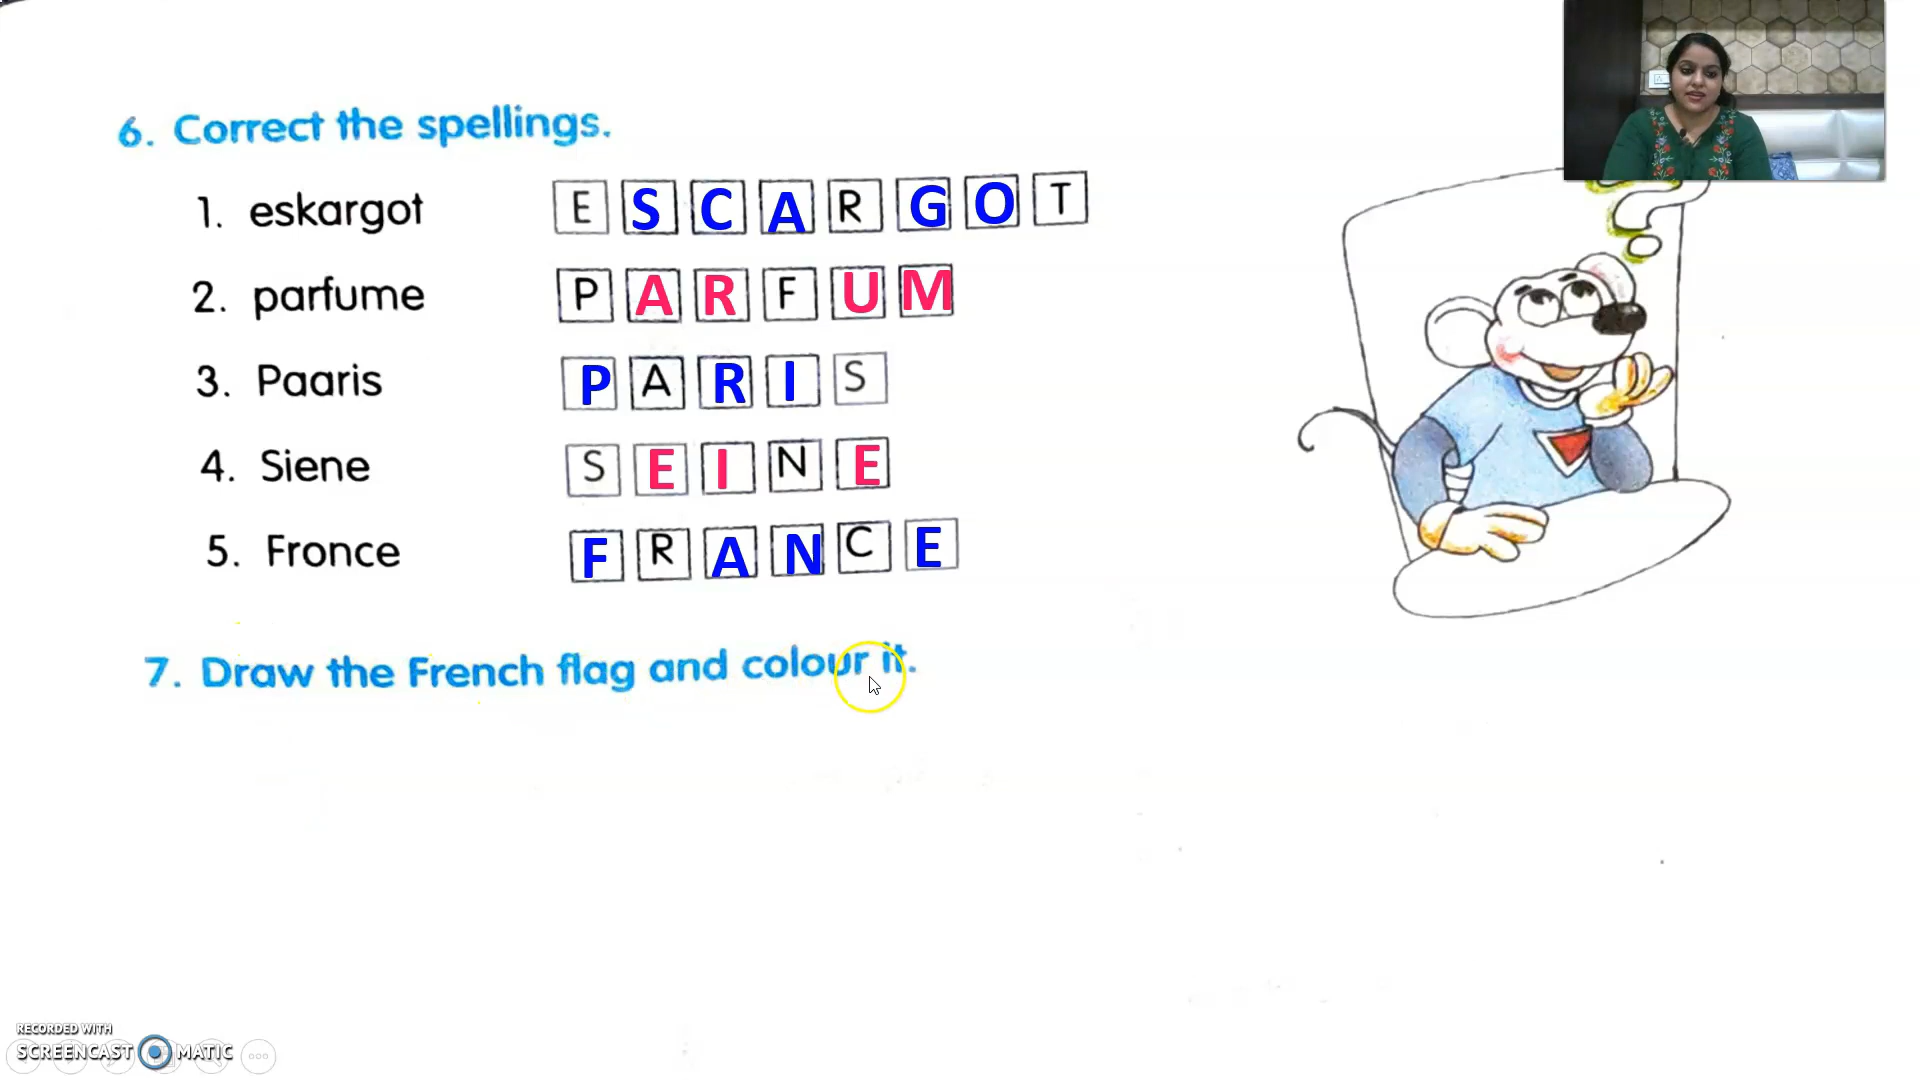 6. Correct the spellings.
1. eskargot E S C A R G O T
2. parfume P A R F U M
3. Paaris P A R I S
4. Siene S E I N E
5. Fronce F R A N C E
7. Draw the French flag and colour it.
RECORDED WITH
SCREENCAST MATIC